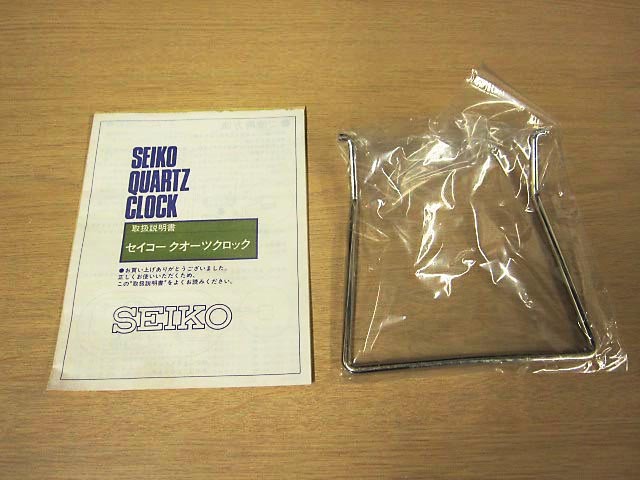 SEIKO
QUARTZ
CLOCK
取扱説明書
セイコー クオーツクロック
●お買い上げありがとうございました。
正しくお使いいただくため、
この"取扱説明書"をよくお読みください。
SEIKO